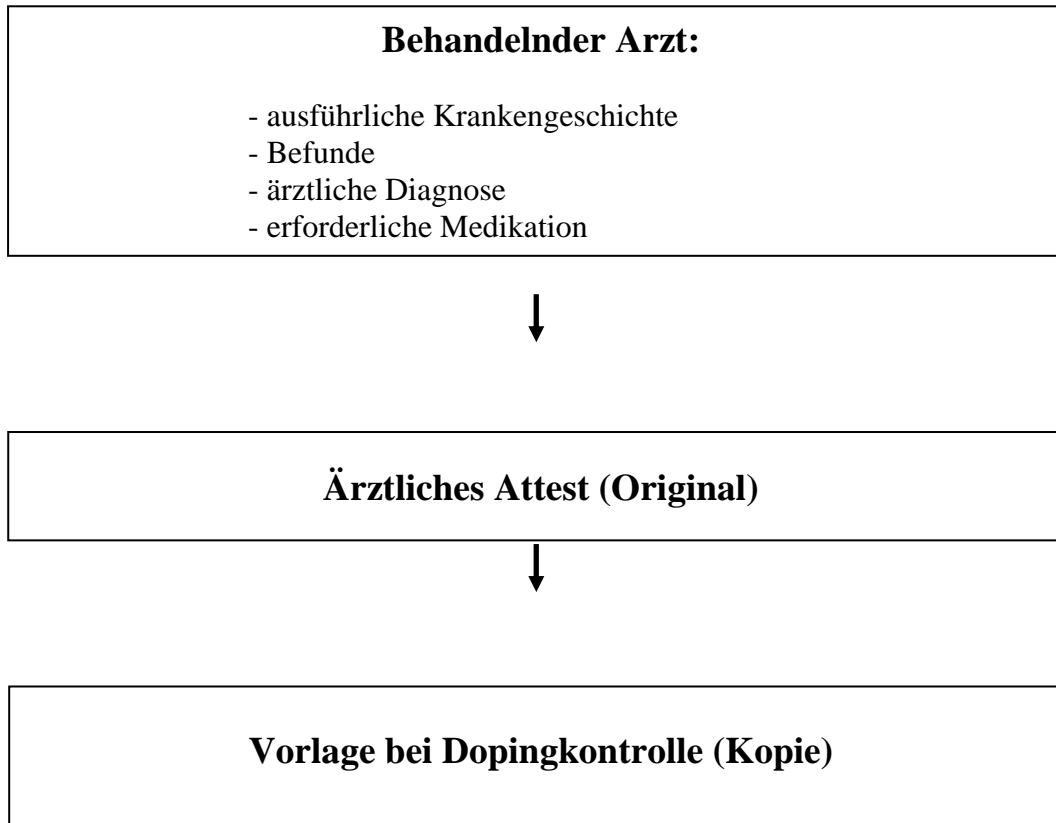 Behandelnder Arzt:
- ausführliche Krankengeschichte
- Befunde
- ärztliche Diagnose
- erforderliche Medikation
Ärztliches Attest (Original)
Vorlage bei Dopingkontrolle (Kopie)